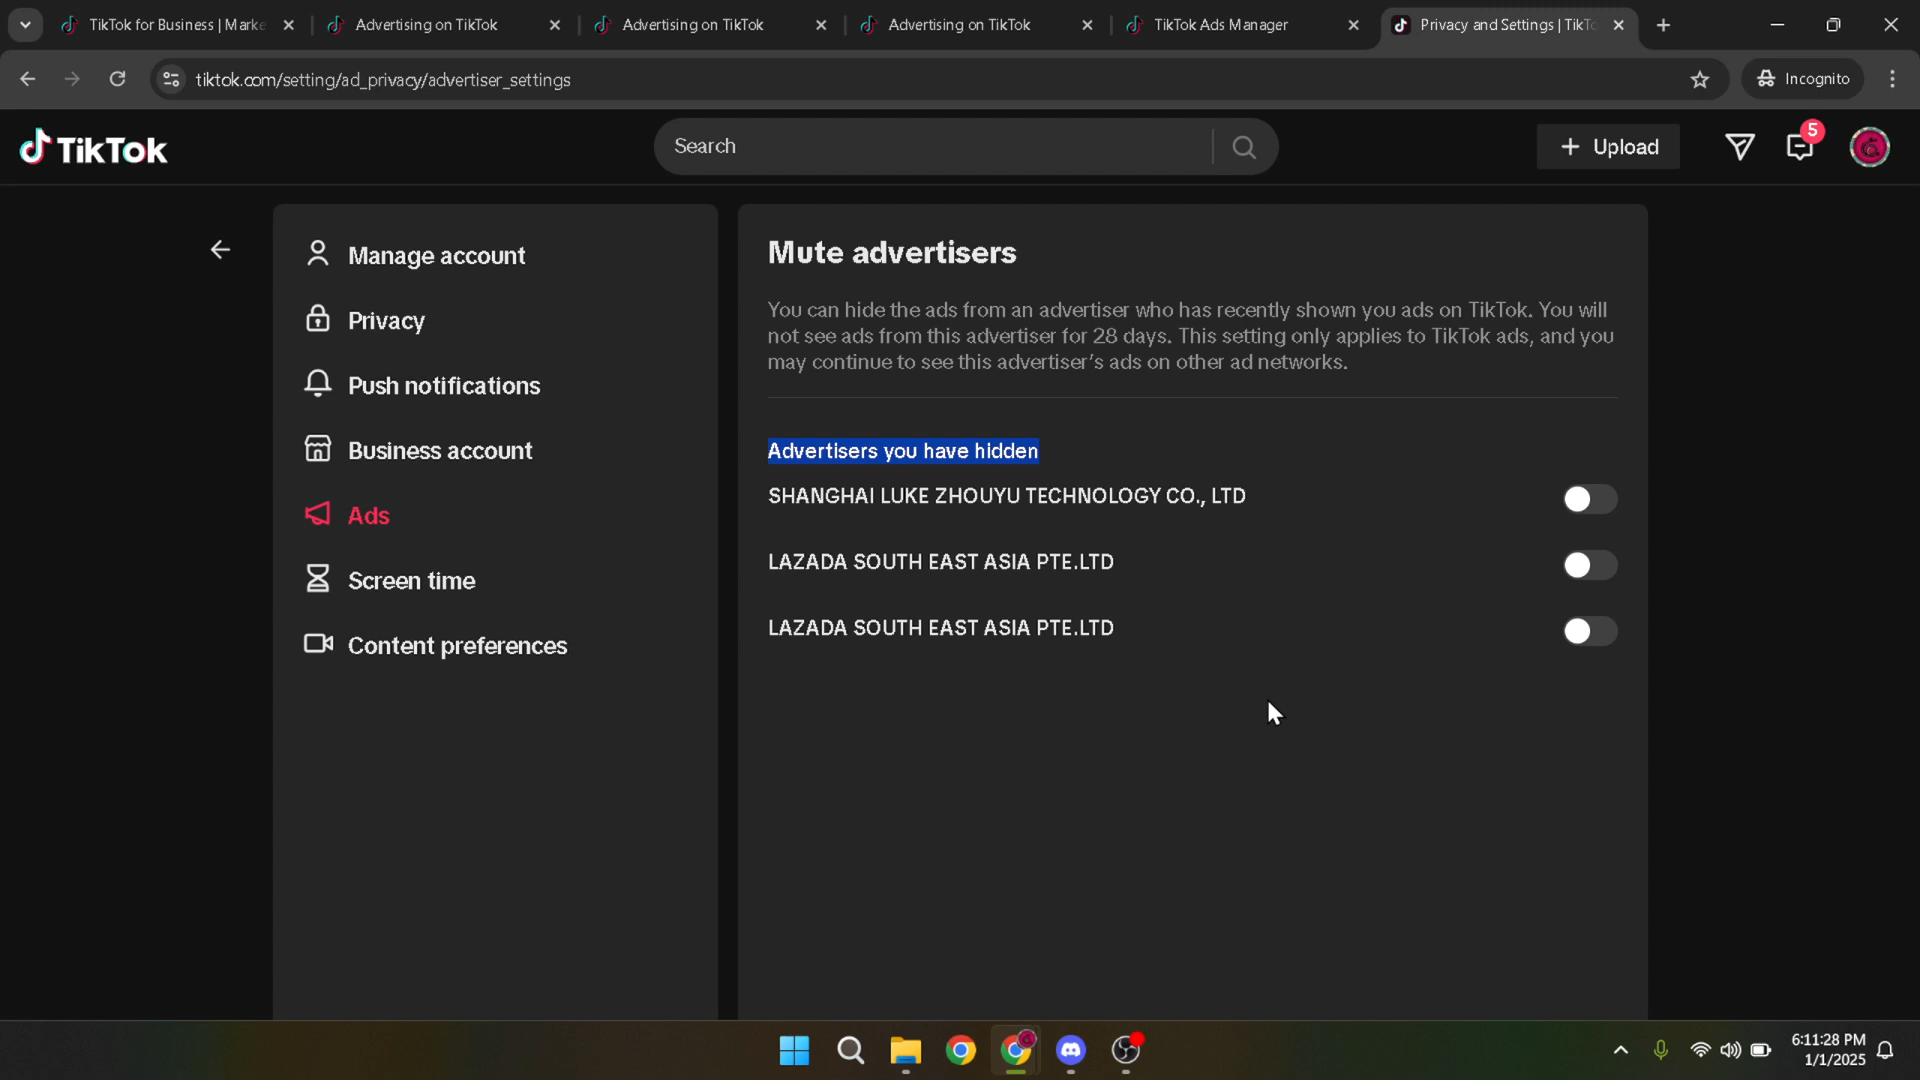 TikTok for Business | Marke
Advertising on TikTok
Advertising on TikTok
Advertising on TikTok
TikTok Ads Manager
Privacy and Settings | TikTo
tiktok.com/setting/ad_privacy/advertiser_settings
Incognito
TikTok
Search
Upload
5
Manage account
Privacy
Push notifications
Business account
Ads
Screen time
Content preferences
Mute advertisers
You can hide the ads from an advertiser who has recently shown you ads on TikTok. You will
not see ads from this advertiser for 28 days. This setting only applies to TikTok ads, and you
may continue to see this advertiser's ads on other ad networks.
Advertisers you have hidden
SHANGHAI LUKE ZHOUYU TECHNOLOGY CO., LTD
LAZADA SOUTH EAST ASIA PTE.LTD
LAZADA SOUTH EAST ASIA PTE.LTD
6:11:28 PM
1/1/2025